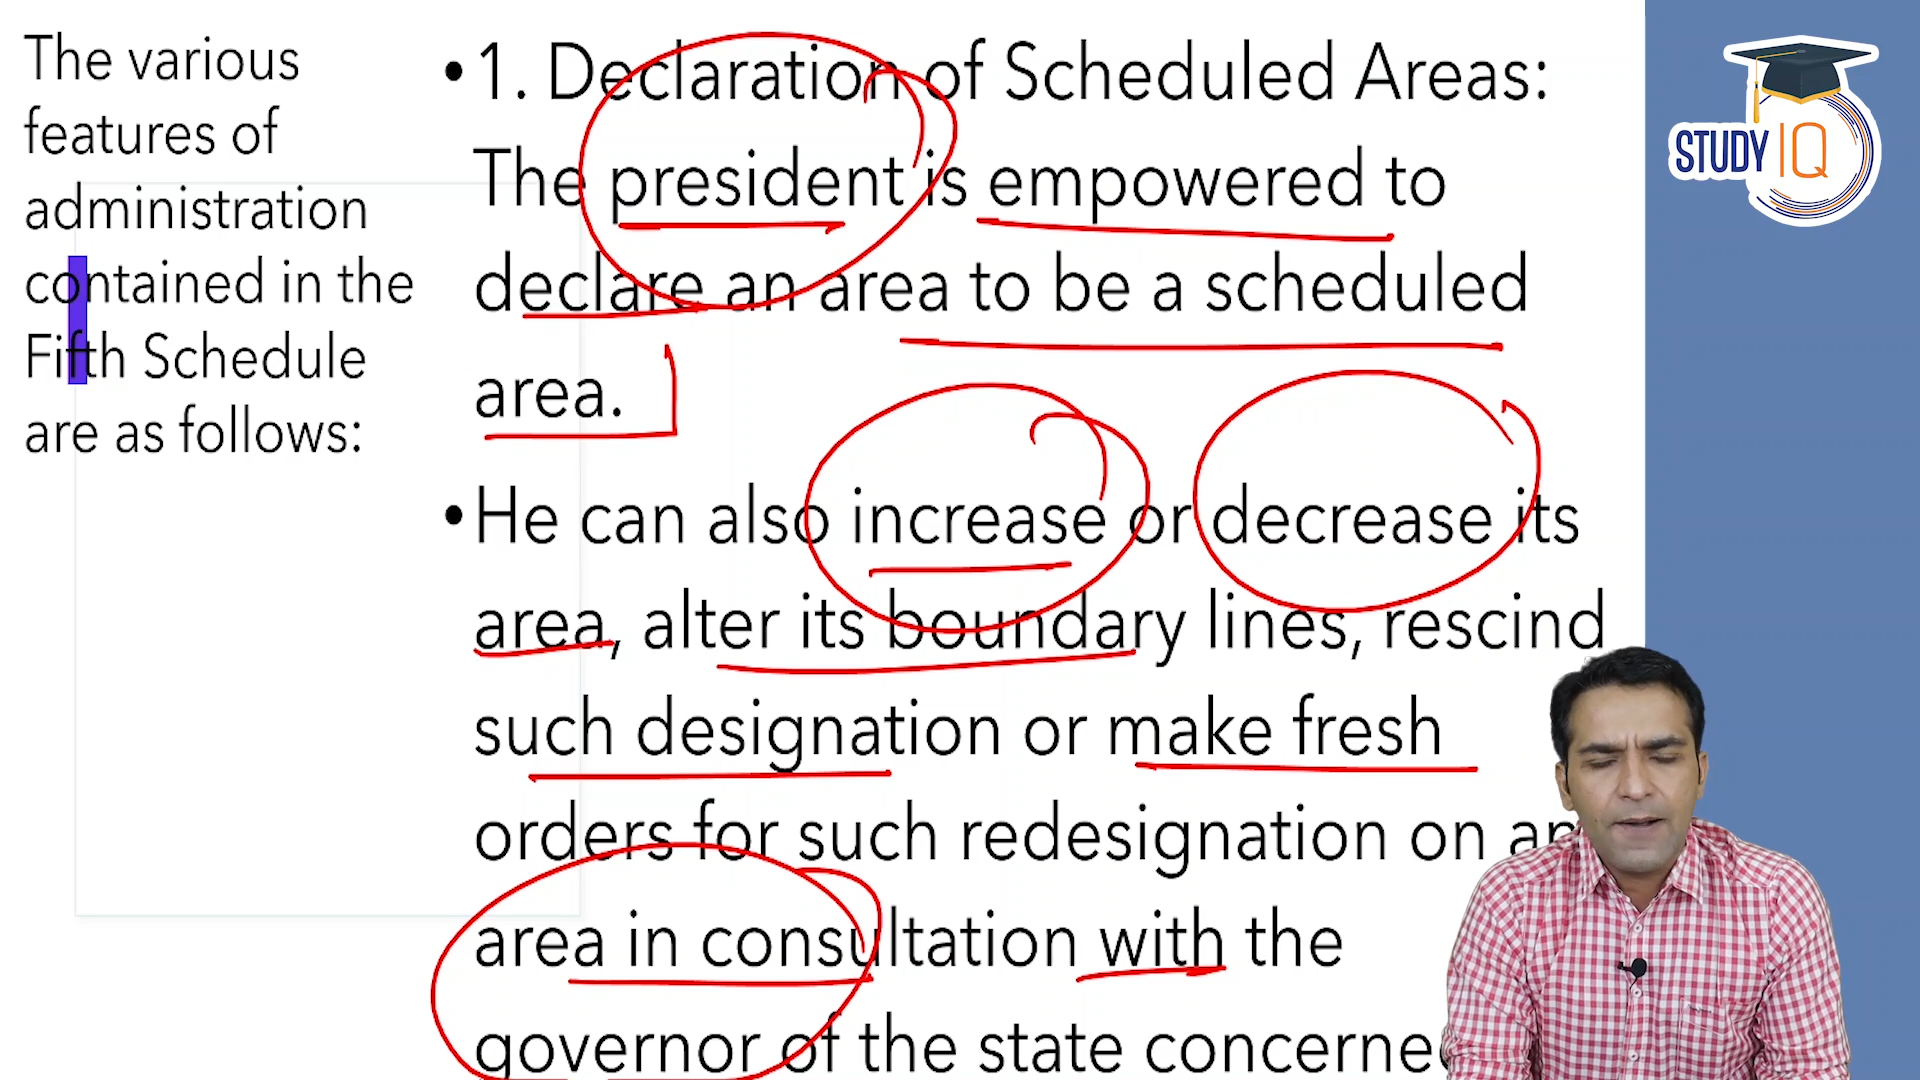 The various
features of
administration
contained in the
Fifth Schedule
are as follows:
• 1. Declaration of Scheduled Areas:
The president is empowered to
declare an area to be a scheduled
area.
• He can also increase or decrease its
area, alter its boundary lines, rescind
such designation or make fresh
orders for such redesignation on
area in consultation with the
governor of the state concerned
STUDY IQ